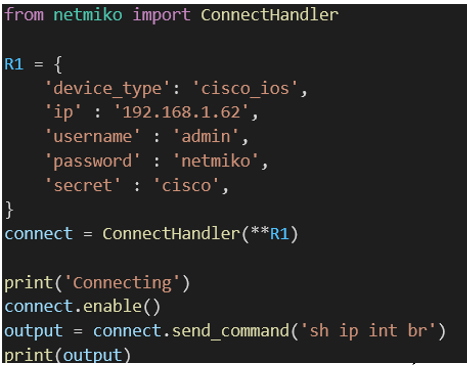 from netmiko import ConnectHandler
R1 = {
'device_type': 'cisco_ios',
'ip' : '192.168.1.62',
'username' : 'admin',
'password' : 'netmiko',
'secret' : 'cisco',
}
connect = ConnectHandler(**R1)
print('Connecting')
connect.enable()
output = connect.send_command('sh ip int br')
print(output)